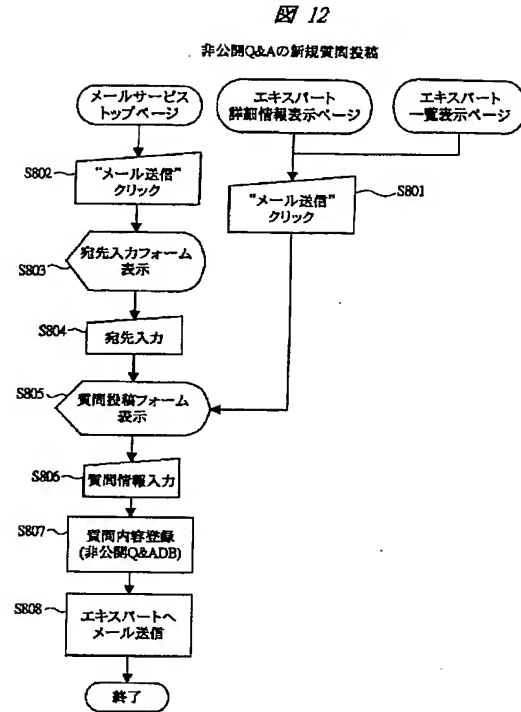 図 12
非公開Q&Aの新規質問投稿
メールサービス
トップページ
エキスパート
詳細情報表示ページ
エキスパート
一覧表示ページ
S802
"メール送信"
クリック
"メール送信"
クリック
S801
宛先入力フォーム
表示
S803
S804
宛先入力
S805
質問投稿フォーム
表示
S806
質問情報入力
S807
質問内容登録
(非公開Q&ADB)
S808
エキスパートへ
メール送信
終了